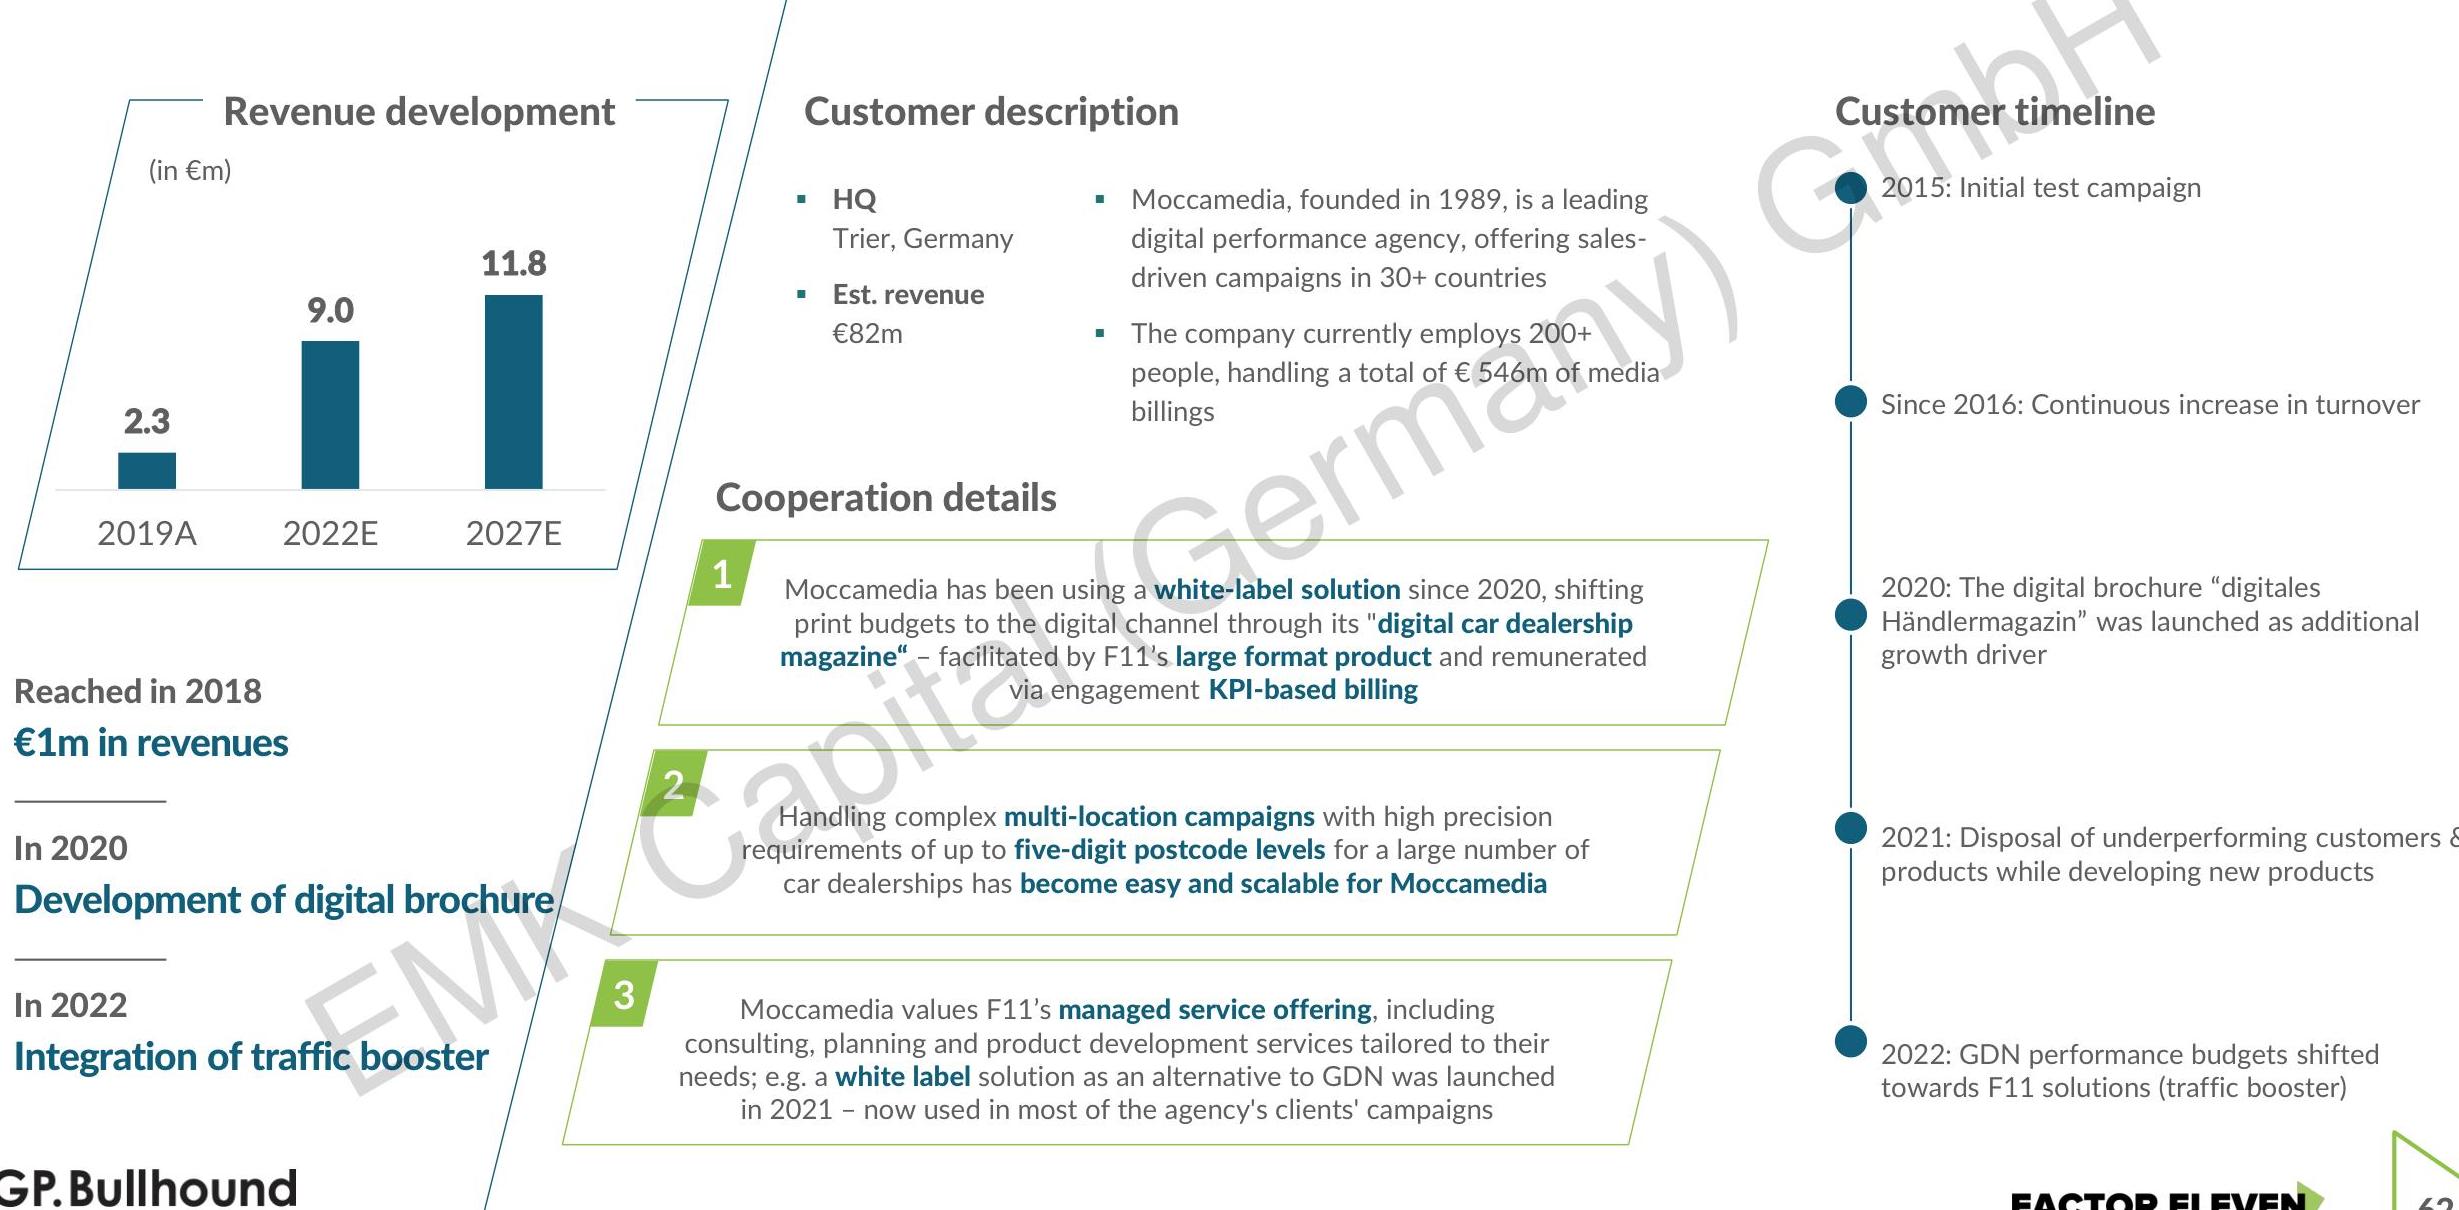 Revenue development
(in €m)
2.3
9.0
11.8
2019A
2022E
2027E
Reached in 2018
€1m in revenues
In 2020
Development of digital brochure
In 2022
Integration of traffic booster
Customer description
HQ
Trier, Germany
Est. revenue
€82m
Moccamedia, founded in 1989, is a leading
digital performance agency, offering sales-
driven campaigns in 30+ countries
The company currently employs 200+
people, handling a total of € 546m of media
billings
Cooperation details
1
Moccamedia has been using a white-label solution since 2020, shifting
print budgets to the digital channel through its "digital car dealership
magazine“ – facilitated by F11’s large format product and remunerated
via engagement KPI-based billing
2
Handling complex multi-location campaigns with high precision
requirements of up to five-digit postcode levels for a large number of
car dealerships has become easy and scalable for Moccamedia
3
Moccamedia values F11’s managed service offering, including
consulting, planning and product development services tailored to their
needs; e.g. a white label solution as an alternative to GDN was launched
in 2021 – now used in most of the agency's clients' campaigns
Customer timeline
2015: Initial test campaign
Since 2016: Continuous increase in turnover
2020: The digital brochure “digitales
Händlermagazin” was launched as additional
growth driver
2021: Disposal of underperforming customers &
products while developing new products
2022: GDN performance budgets shifted
towards F11 solutions (traffic booster)
EMK Capital (Germany) GmbH
GP.Bullhound
FACTOR ELEVEN